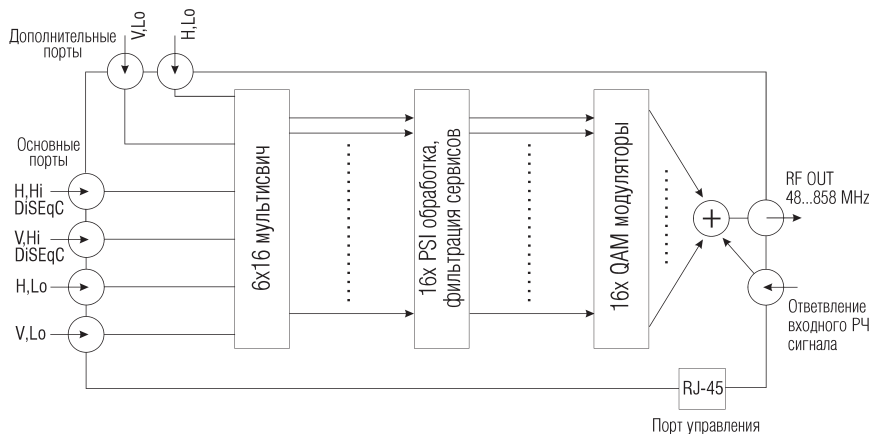 Дополнительные
порты
V,Lo
H,Lo
Основные
порты
H,Hi
DiSEqC
V,Hi
DiSEqC
H,Lo
V,Lo
6x16 мультисвич
16x PSI обработка,
фильтрация сервисов
16x QAM модуляторы
+
RF OUT
48...858 MHz
Ответвление
входного РЧ
сигнала
RJ-45
Порт управления